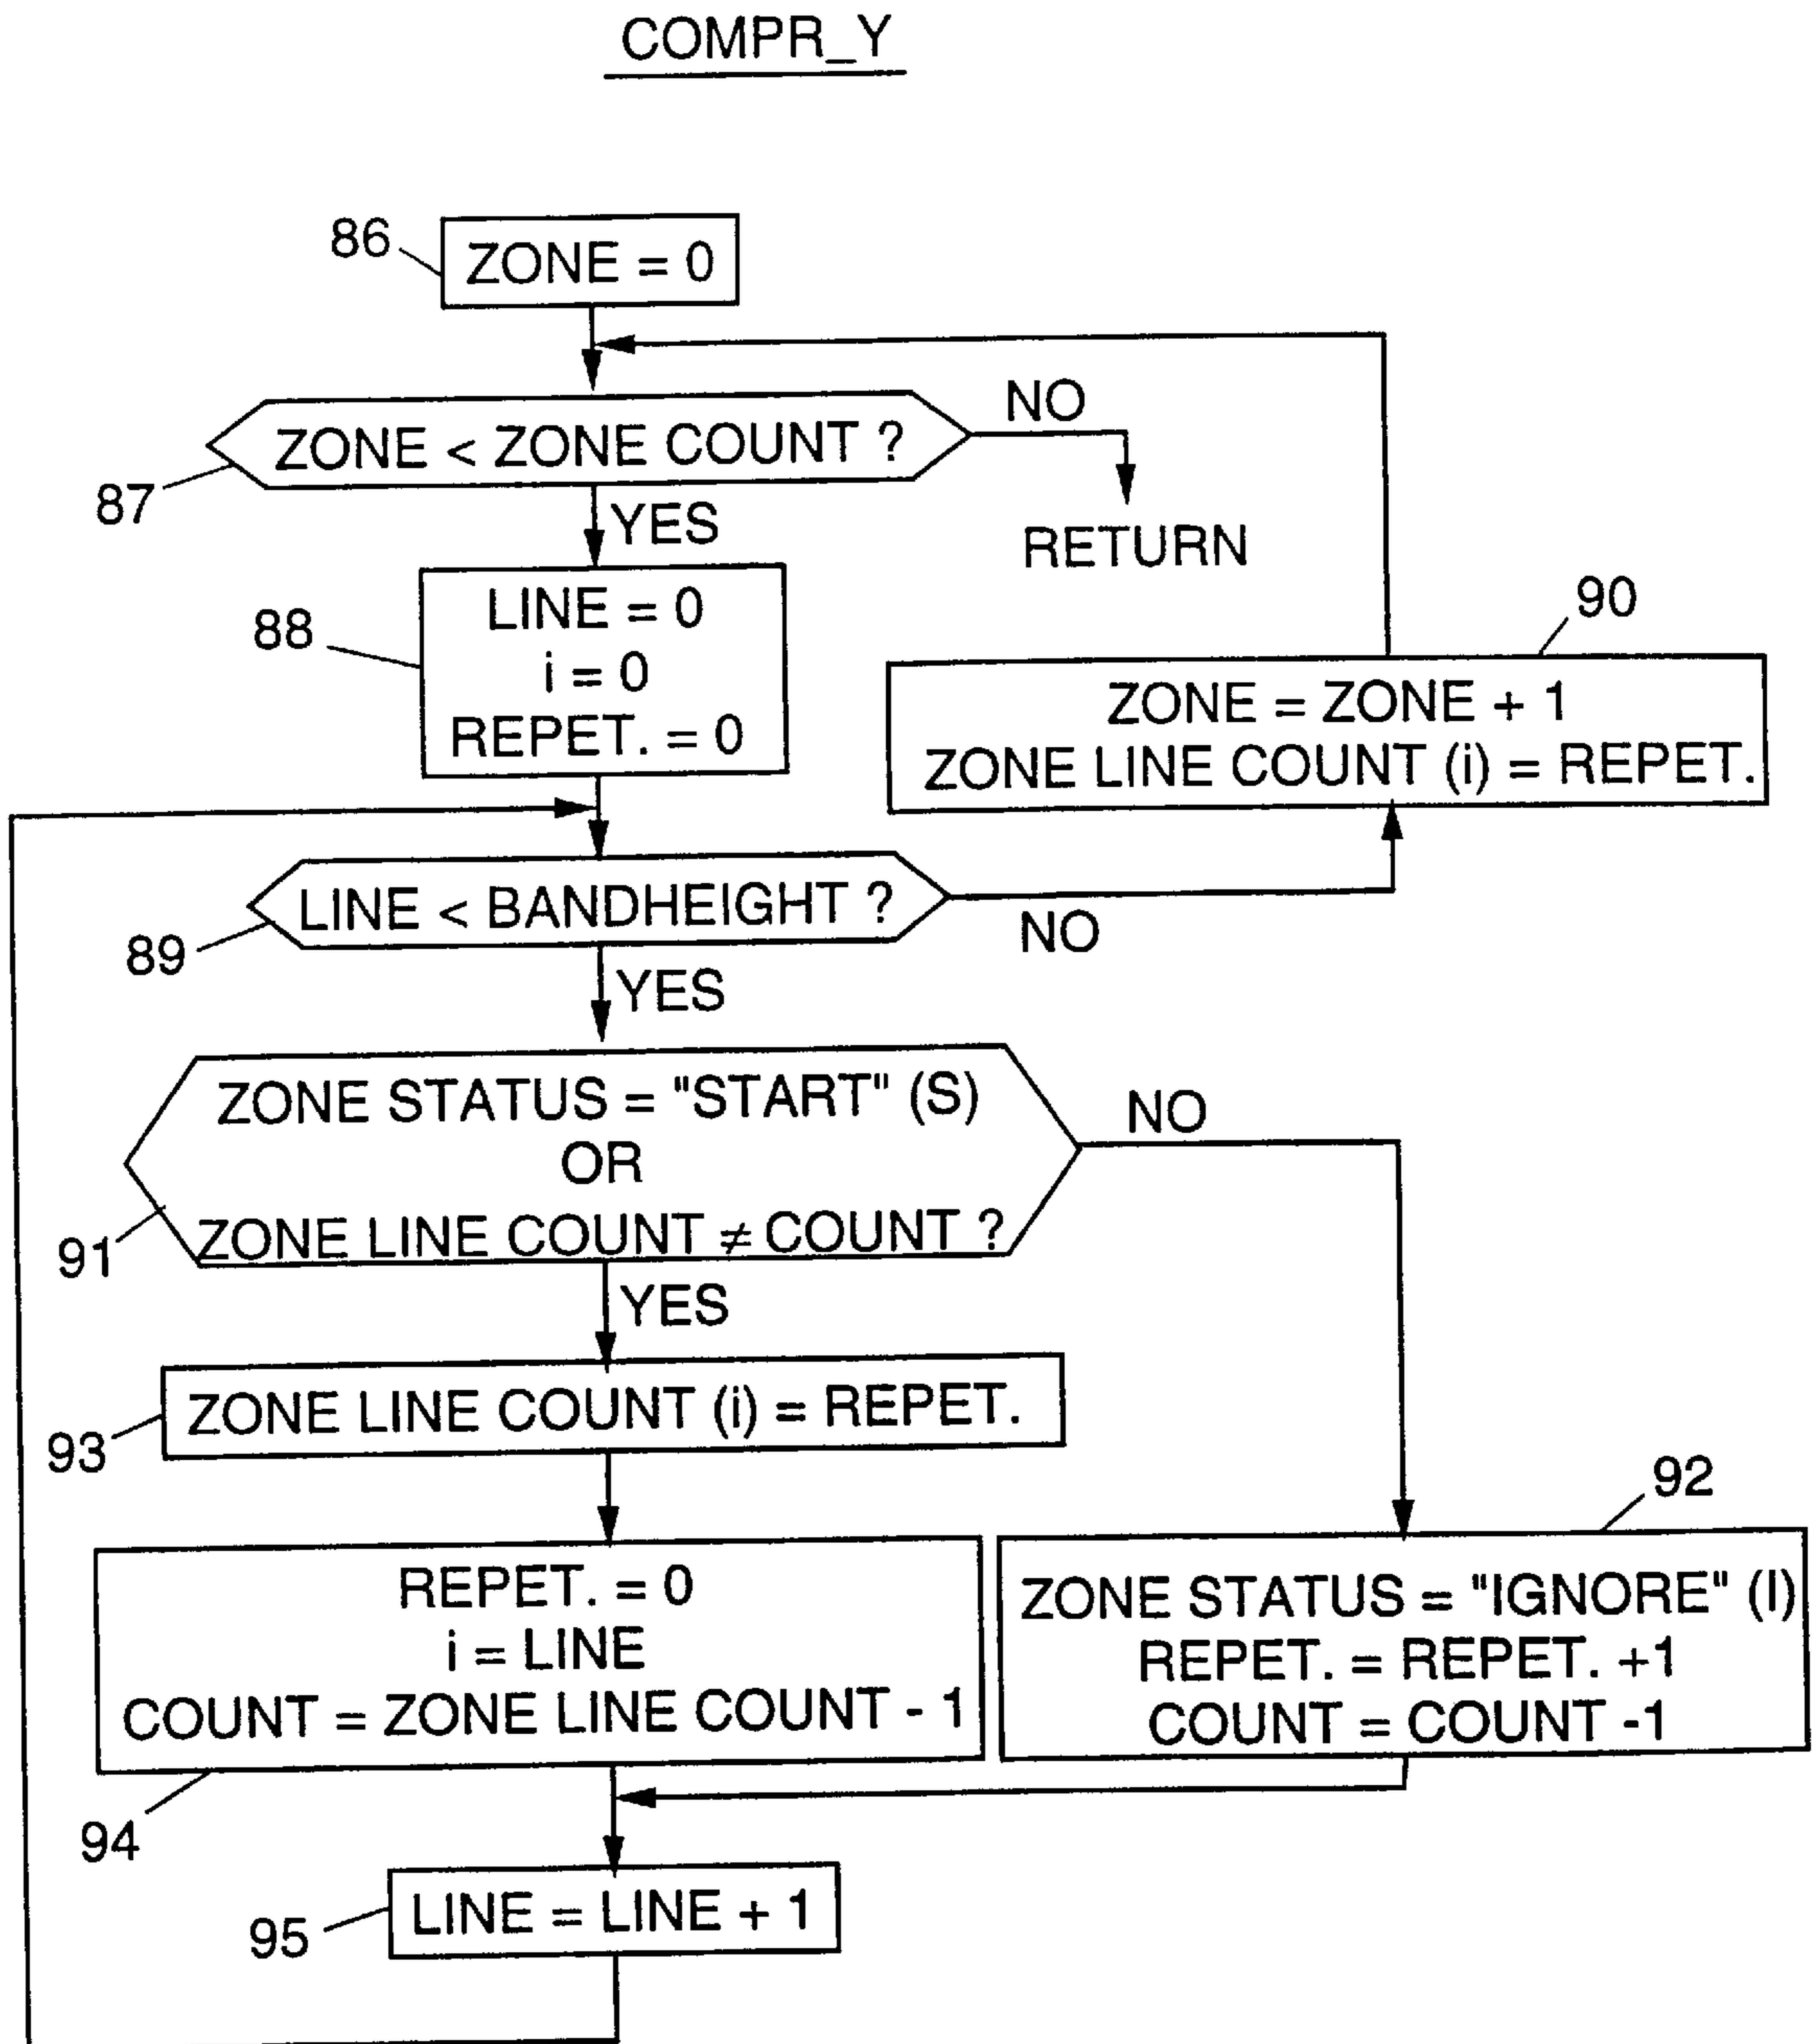 COMPR_Y
86
ZONE = 0
ZONE < ZONE COUNT ?
NO
87
YES
RETURN
88
LINE = 0
i = 0
REPET. = 0
90
ZONE = ZONE + 1
ZONE LINE COUNT (i) = REPET.
LINE < BANDHEIGHT ?
NO
89
YES
ZONE STATUS = "START" (S)
OR
ZONE LINE COUNT ≠ COUNT ?
NO
91
YES
ZONE LINE COUNT (i) = REPET.
93
92
REPET. = 0
i = LINE
COUNT = ZONE LINE COUNT - 1
ZONE STATUS = "IGNORE" (I)
REPET. = REPET. +1
COUNT = COUNT -1
94
LINE = LINE + 1
95